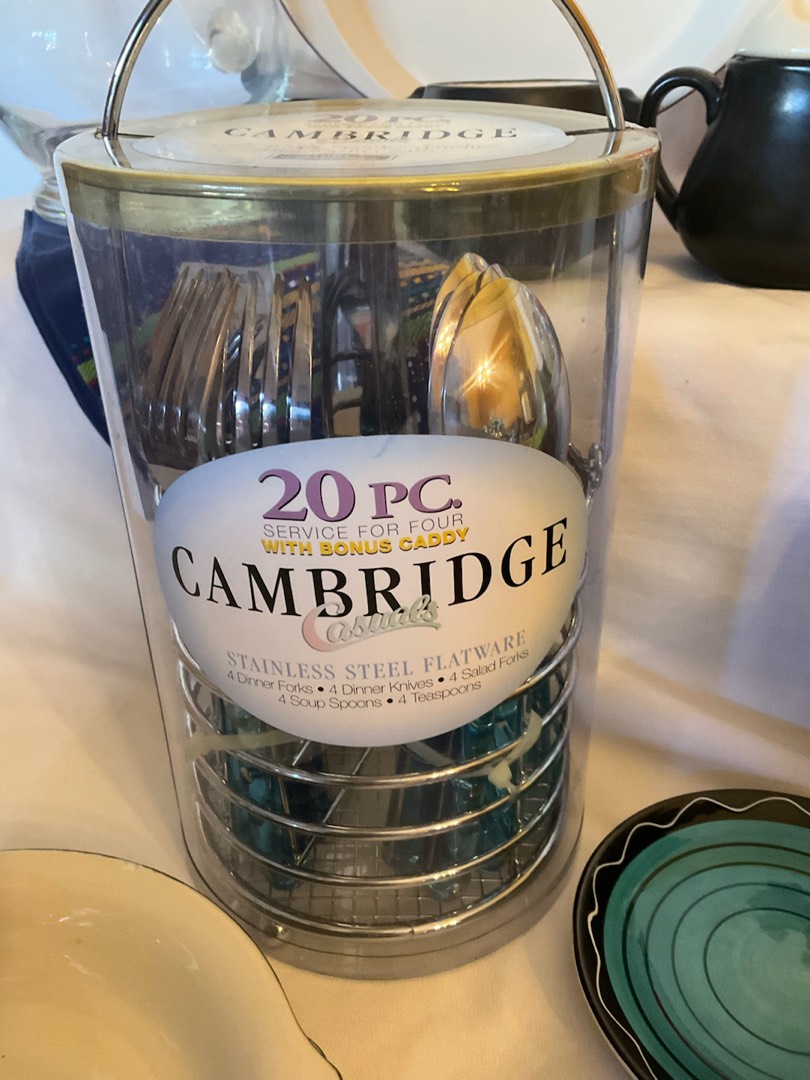 20 PC.
CAMBRIDGE
20 PC.
SERVICE FOR FOUR
WITH BONUS CADDY
CAMBRIDGE
Casuals
STAINLESS STEEL FLATWARE
4 Dinner Forks • 4 Dinner Knives • 4 Salad Forks
4 Soup Spoons • 4 Teaspoons